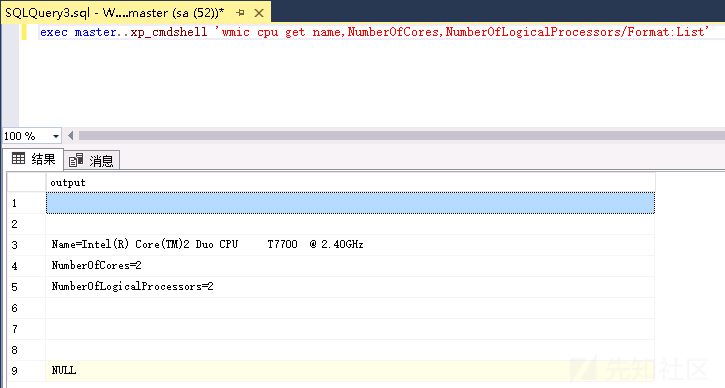 SQLQuery3.sql - W....master (sa (52))*
exec master..xp_cmdshell 'wmic cpu get name,NumberOfCores,NumberOfLogicalProcessors/Format:List'
100 %
结果 消息
output
1
2
3 Name=Intel(R) Core(TM)2 Duo CPU     T7700  @ 2.40GHz
4 NumberOfCores=2
5 NumberOfLogicalProcessors=2
6
7
8
9 NULL
先知社区